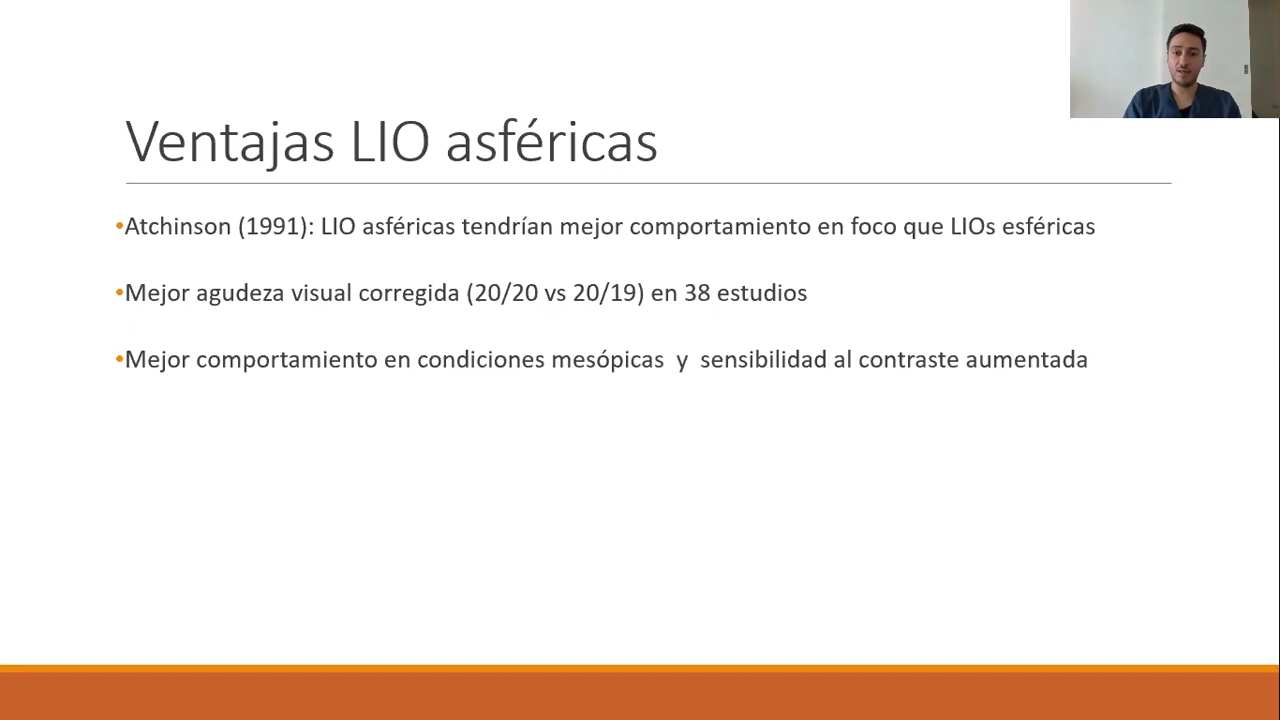 Ventajas LIO asféricas
•Atchinson (1991): LIO asféricas tendrían mejor comportamiento en foco que LIOs esféricas
•Mejor agudeza visual corregida (20/20 vs 20/19) en 38 estudios
•Mejor comportamiento en condiciones mesópicas y sensibilidad al contraste aumentada